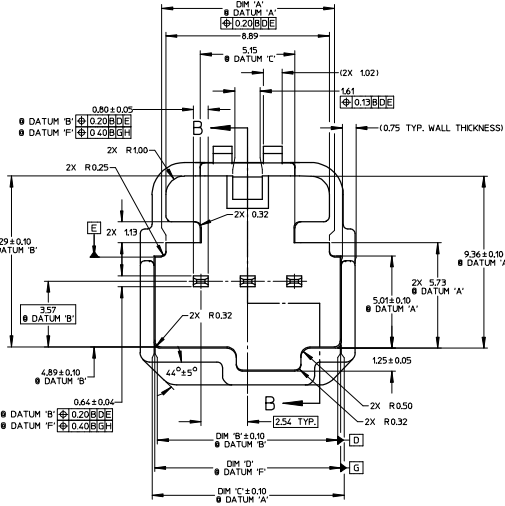 DIM 'A'
@ DATUM 'A'
⌖ 0.20 B D E
8.89
5.15
@ DATUM 'C'
(2X 1.02)
1.61
⌖ 0.13 B D E
0.80±0.05
@ DATUM 'B' ⌖ 0.20 B D E
@ DATUM 'F' ⌖ 0.40 B G H
B
(0.75 TYP. WALL THICKNESS)
2X R1.00
2X R0.25
2X 0.32
2X 1.13
E
29±0.10
DATUM 'B'
9.36±0.10
@ DATUM
2X 5.73
@ DATUM 'A'
5.01±0.10
@ DATUM 'A'
3.57
@ DATUM 'B'
2X R0.32
4.89±0.10
@ DATUM 'B'
44°±5°
1.25±0.05
0.64±0.04
@ DATUM 'B' ⌖ 0.20 B D E
@ DATUM 'F' ⌖ 0.40 B G H
B
2X R0.50
2X R0.32
2.54 TYP.
DIM 'B'±0.10
@ DATUM 'B'
D
DIM 'D'
@ DATUM 'F'
G
DIM 'C'±0.10
@ DATUM 'A'